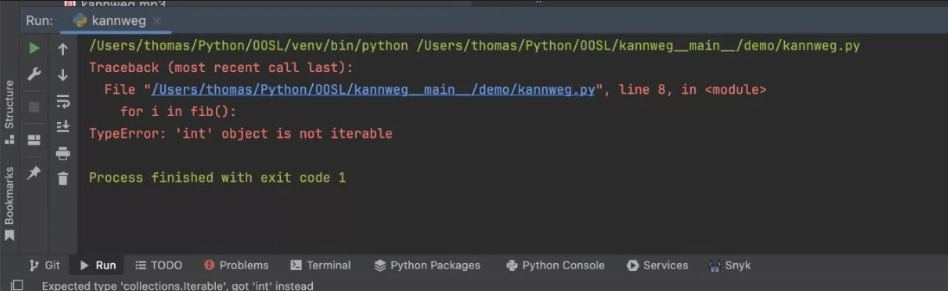 kannweg.mp3
Run: kannweg
/Users/thomas/Python/OOSL/venv/bin/python /Users/thomas/Python/OOSL/kannweg__main__/demo/kannweg.py
Traceback (most recent call last):
File "/Users/thomas/Python/OOSL/kannweg__main__/demo/kannweg.py", line 8, in <module>
for i in fib():
TypeError: 'int' object is not iterable
Process finished with exit code 1
Structure
Bookmarks
Git Run TODO Problems Terminal Python Packages Python Console Services Snyk
Expected type 'collections.Iterable', got 'int' instead